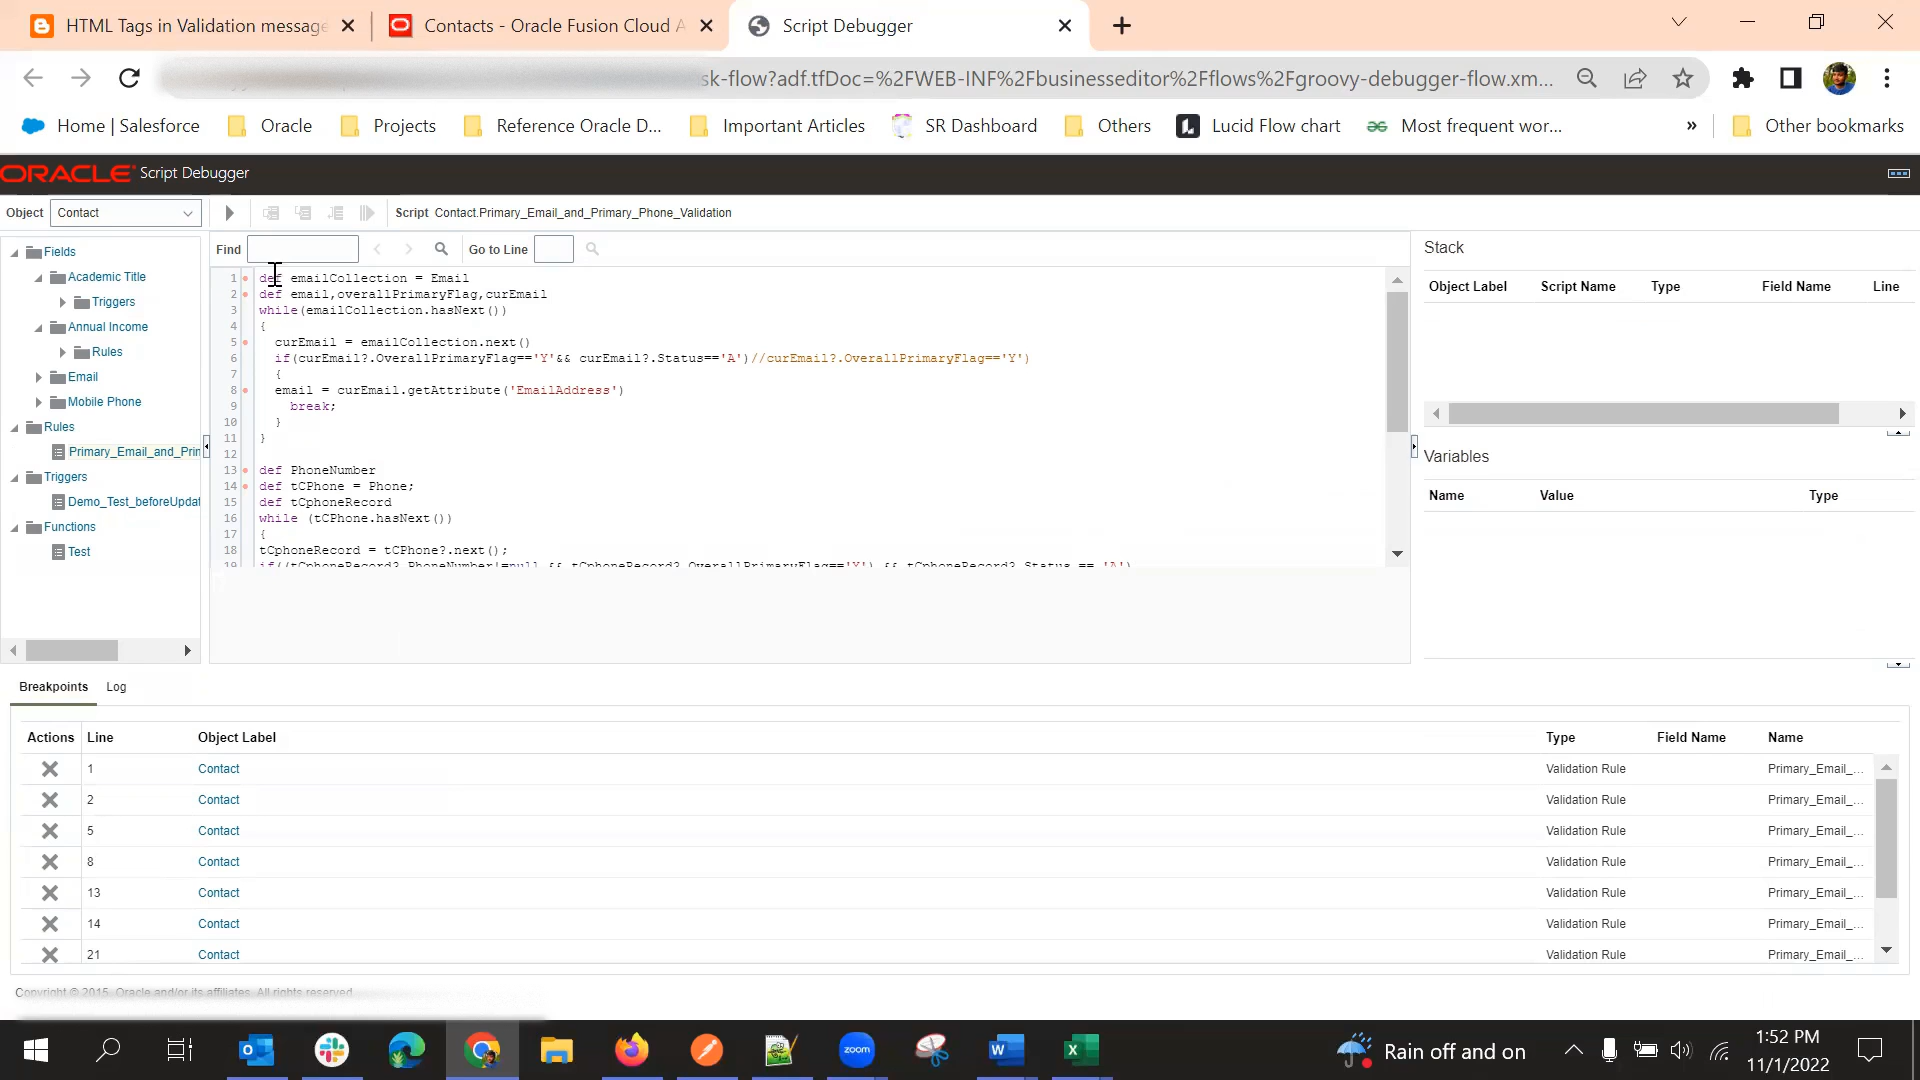 HTML Tags in Validation message
Contacts - Oracle Fusion Cloud A
Script Debugger
sk-flow?adf.tfDoc=%2FWEB-INF%2Fbusinesseditor%2Fflows%2Fgroovy-debugger-flow.xm...
Home | Salesforce
Oracle
Projects
Reference Oracle D...
Important Articles
SR Dashboard
Others
Lucid Flow chart
Most frequent wor...
»
Other bookmarks
ORACLE Script Debugger
Object Contact
Script Contact.Primary_Email_and_Primary_Phone_Validation
Fields
Academic Title
Triggers
Annual Income
Rules
Email
Mobile Phone
Rules
Primary_Email_and_Prin
Triggers
Demo_Test_beforeUpdat
Functions
Test
Find
Go to Line
1 def emailCollection = Email
2 def email,overallPrimaryFlag,curEmail
3 while(emailCollection.hasNext())
4 {
5 curEmail = emailCollection.next()
6 if(curEmail?.OverallPrimaryFlag=='Y'&& curEmail?.Status=='A')//curEmail?.OverallPrimaryFlag=='Y')
7 {
8 email = curEmail.getAttribute('EmailAddress')
9 break;
10 }
11 }
12
13 def PhoneNumber
14 def tCPhone = Phone;
15 def tCphoneRecord
16 while (tCPhone.hasNext())
17 {
18 tCphoneRecord = tCPhone?.next();
19 if((tCphoneRecord?.PhoneNumber!=null && tCphoneRecord?.OverallPrimaryFlag=='Y') && tCphoneRecord?.Status == 'A')
Stack
Object Label Script Name Type Field Name Line
Variables
Name Value Type
Breakpoints
Log
Actions Line Object Label Type Field Name Name
1 Contact Validation Rule Primary_Email_...
2 Contact Validation Rule Primary_Email_...
5 Contact Validation Rule Primary_Email_...
8 Contact Validation Rule Primary_Email_...
13 Contact Validation Rule Primary_Email_...
14 Contact Validation Rule Primary_Email_...
21 Contact Validation Rule Primary_Email_...
Copyright © 2015, Oracle and/or its affiliates. All rights reserved.
zoom
Rain off and on
1:52 PM
11/1/2022